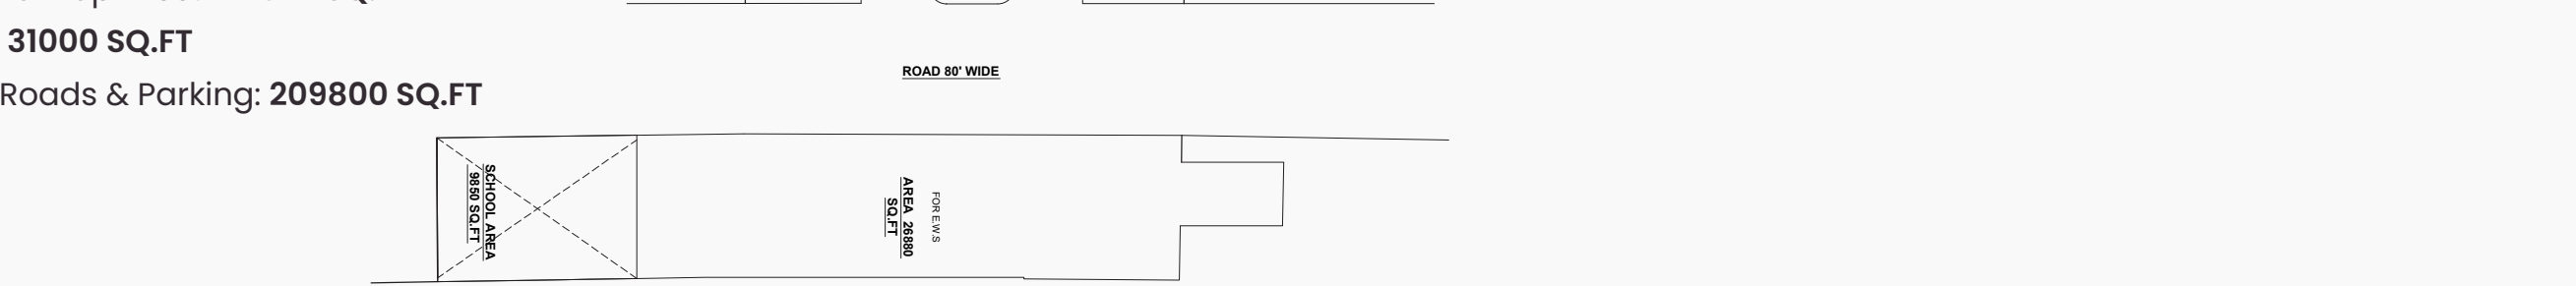 31000 SQ.FT
Roads & Parking: 209800 SQ.FT
ROAD 80' WIDE
SCHOOL AREA
9850 SQ.FT
FOR E.W.S
AREA 26880
SQ.FT